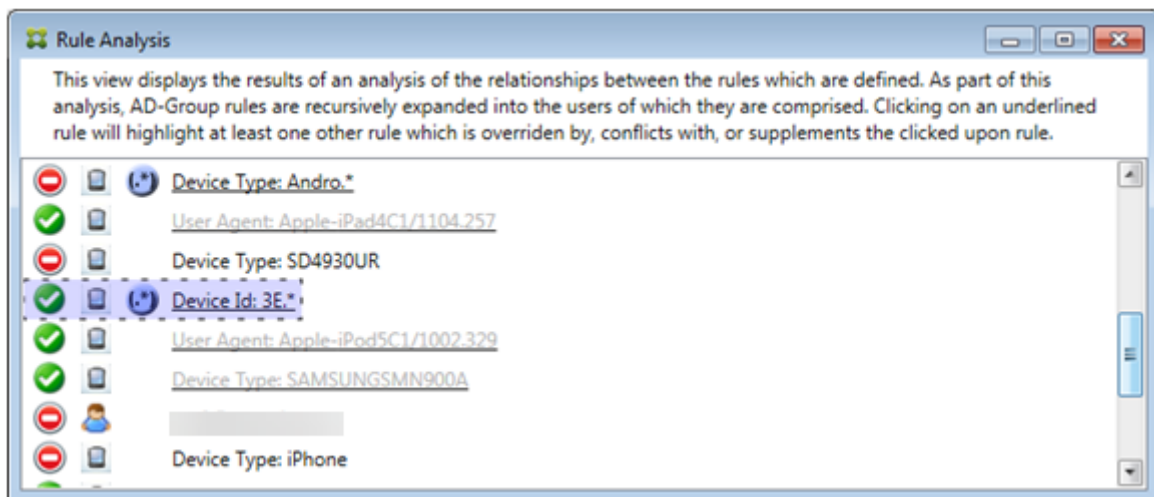 Rule Analysis
This view displays the results of an analysis of the relationships between the rules which are defined. As part of this
analysis, AD-Group rules are recursively expanded into the users of which they are comprised. Clicking on an underlined
rule will highlight at least one other rule which is overriden by, conflicts with, or supplements the clicked upon rule.
(.*) Device Type: Andro.*
User Agent: Apple-iPad4C1/1104.257
Device Type: SD4930UR
(.*) Device Id: 3E.*
User Agent: Apple-iPod5C1/1002.329
Device Type: SAMSUNGSMN900A
Device Type: iPhone